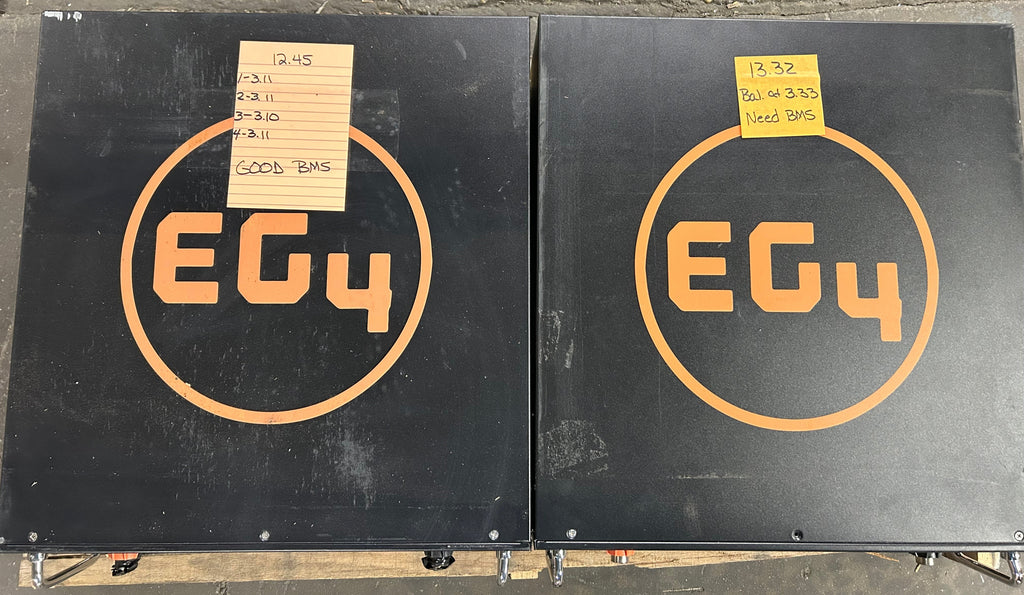 12.45
1-3.11
2-3.11
3-3.10
4-3.11
GOOD BMS
EG4
13.32
Bal. at 3.33
Need BMS
EG4